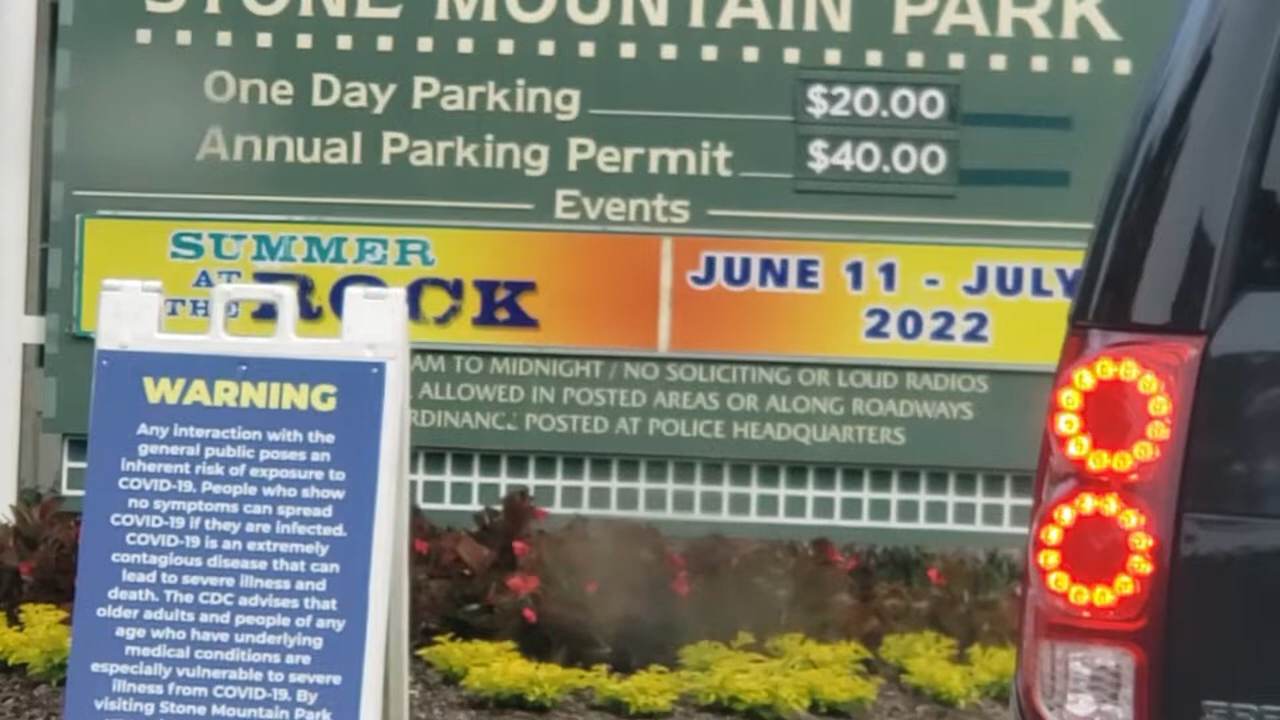 STONE MOUNTAIN PARK
One Day Parking $20.00
Annual Parking Permit $40.00
Events
SUMMER
AT
THE ROCK
JUNE 11 - JULY
2022
AM TO MIDNIGHT / NO SOLICITING OR LOUD RADIOS
ALLOWED IN POSTED AREAS OR ALONG ROADWAYS
RDINANCE POSTED AT POLICE HEADQUARTERS
WARNING
Any interaction with the
general public poses an
inherent risk of exposure to
COVID-19. People who show
no symptoms can spread
COVID-19 if they are infected.
COVID-19 is an extremely
contagious disease that can
lead to severe illness and
death. The CDC advises that
older adults and people of any
age who have underlying
medical conditions are
especially vulnerable to severe
illness from COVID-19. By
visiting Stone Mountain Park